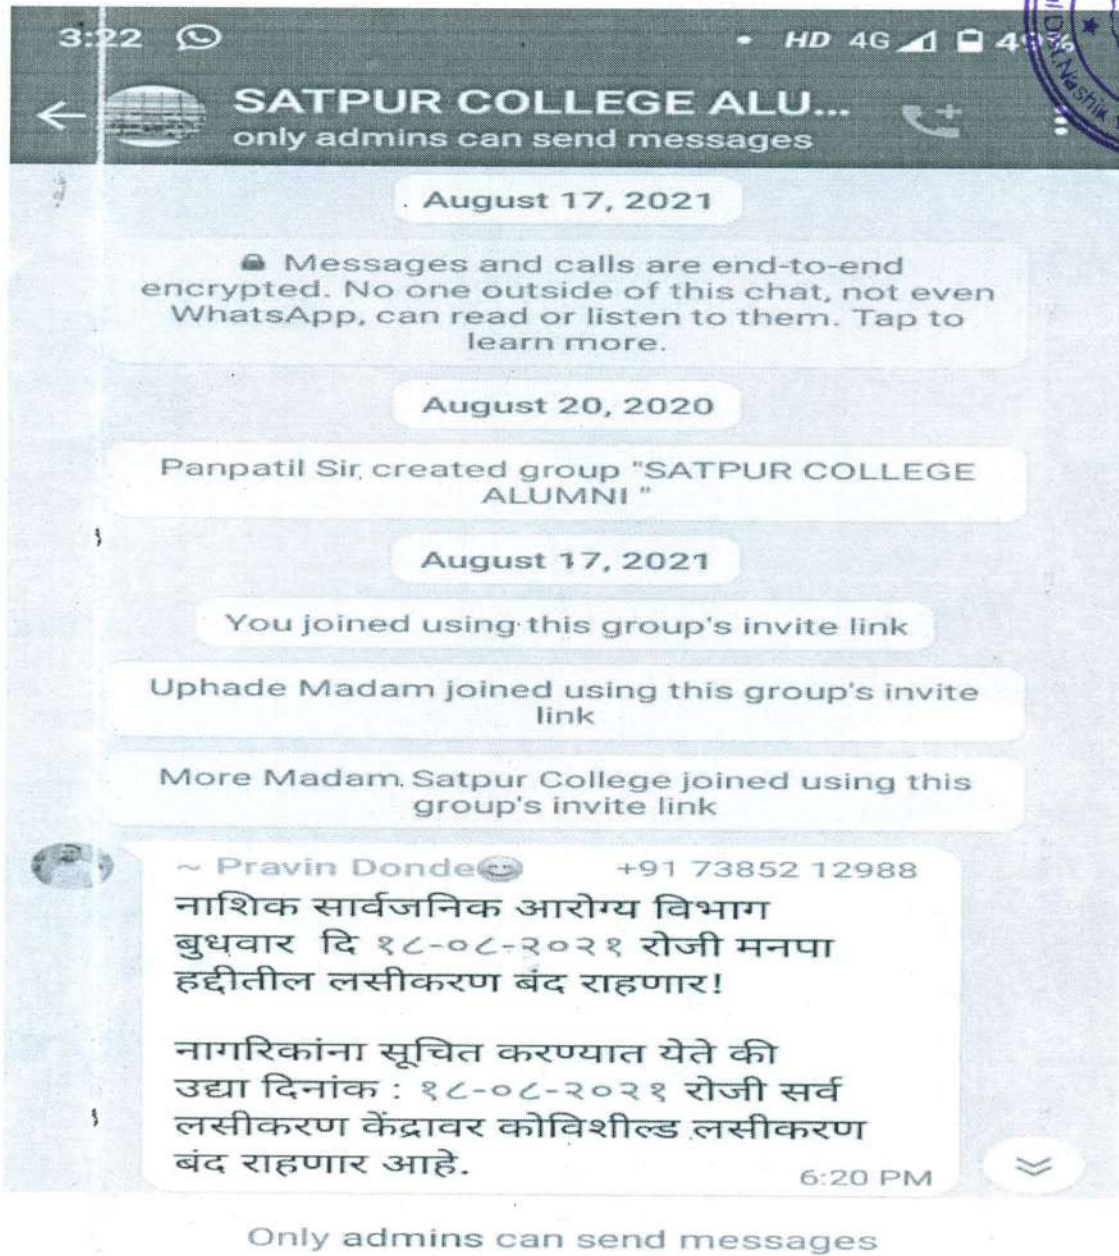 3:22 HD 4G 49%
SATPUR COLLEGE ALU...
only admins can send messages
August 17, 2021
Messages and calls are end-to-end
encrypted. No one outside of this chat, not even
WhatsApp, can read or listen to them. Tap to
learn more.
August 20, 2020
Panpatil Sir created group "SATPUR COLLEGE
ALUMNI "
August 17, 2021
You joined using this group's invite link
Uphade Madam joined using this group's invite
link
More Madam Satpur College joined using this
group's invite link
~ Pravin Donde😊 +91 73852 12988
नाशिक सार्वजनिक आरोग्य विभाग
बुधवार दि १८-०८-२०२१ रोजी मनपा
हद्दीतील लसीकरण बंद राहणार!
नागरिकांना सूचित करण्यात येते की
उद्या दिनांक : १८-०८-२०२१ रोजी सर्व
लसीकरण केंद्रावर कोविशील्ड लसीकरण
बंद राहणार आहे.
6:20 PM
Only admins can send messages
Nashik